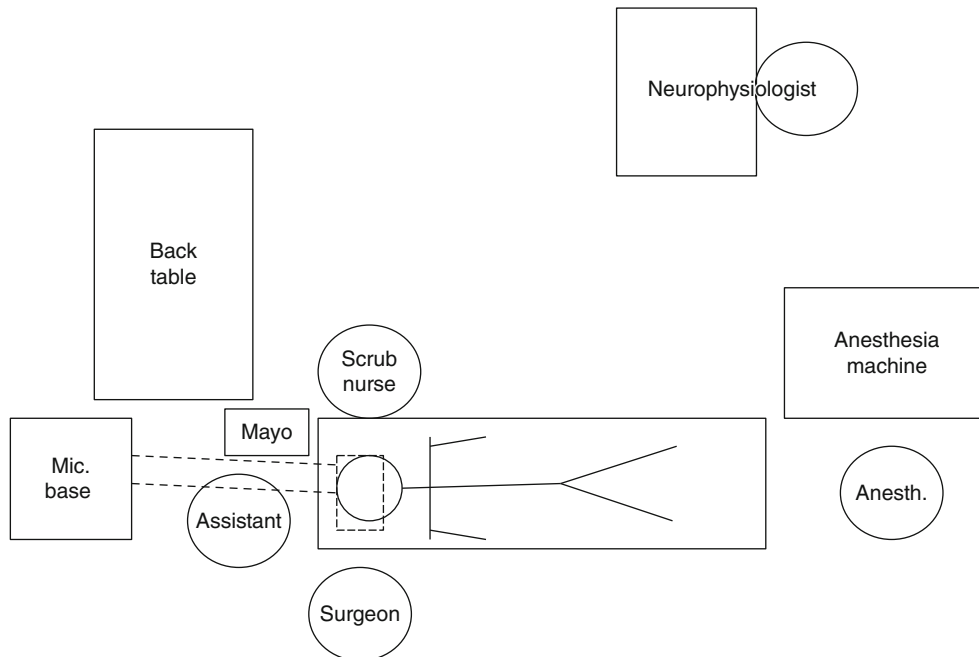 Neurophysiologist
Back
table
Anesthesia
machine
Scrub
nurse
Mayo
Mic.
base
Assistant
Anesth.
Surgeon